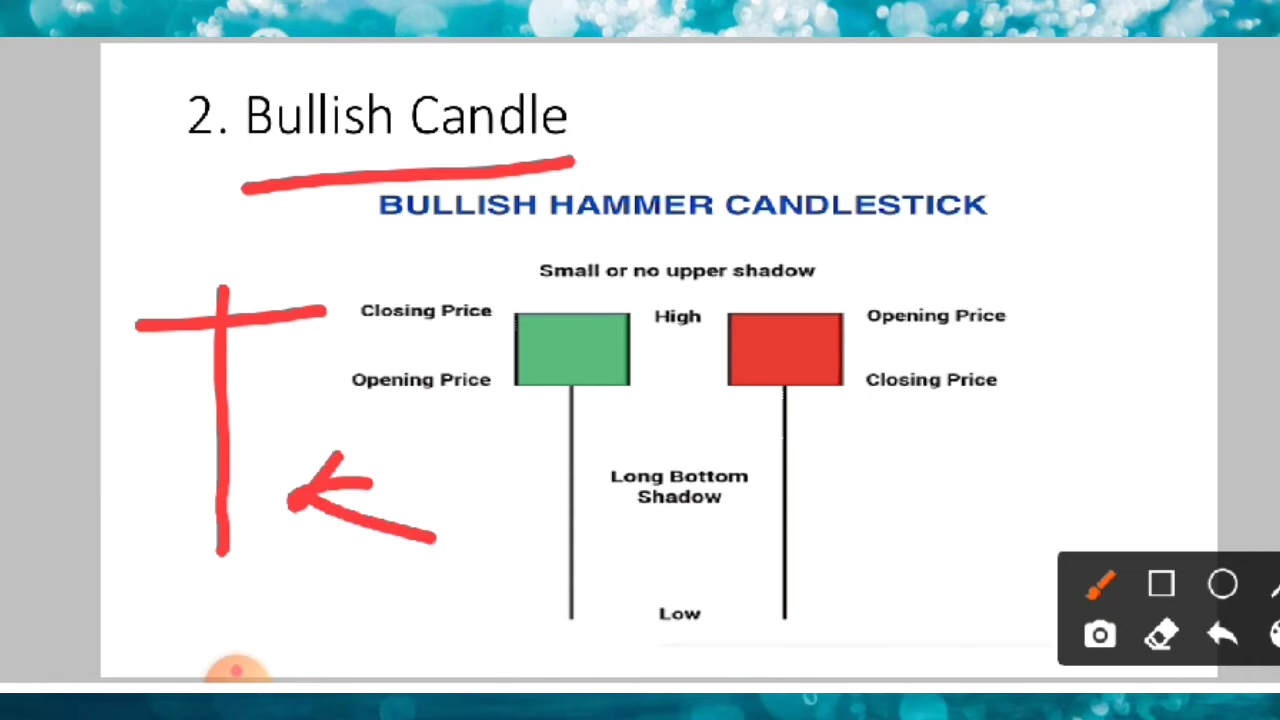 2. Bullish Candle
BULLISH HAMMER CANDLESTICK
Small or no upper shadow
Closing Price
High
Opening Price
Opening Price
Closing Price
Long Bottom
Shadow
Low